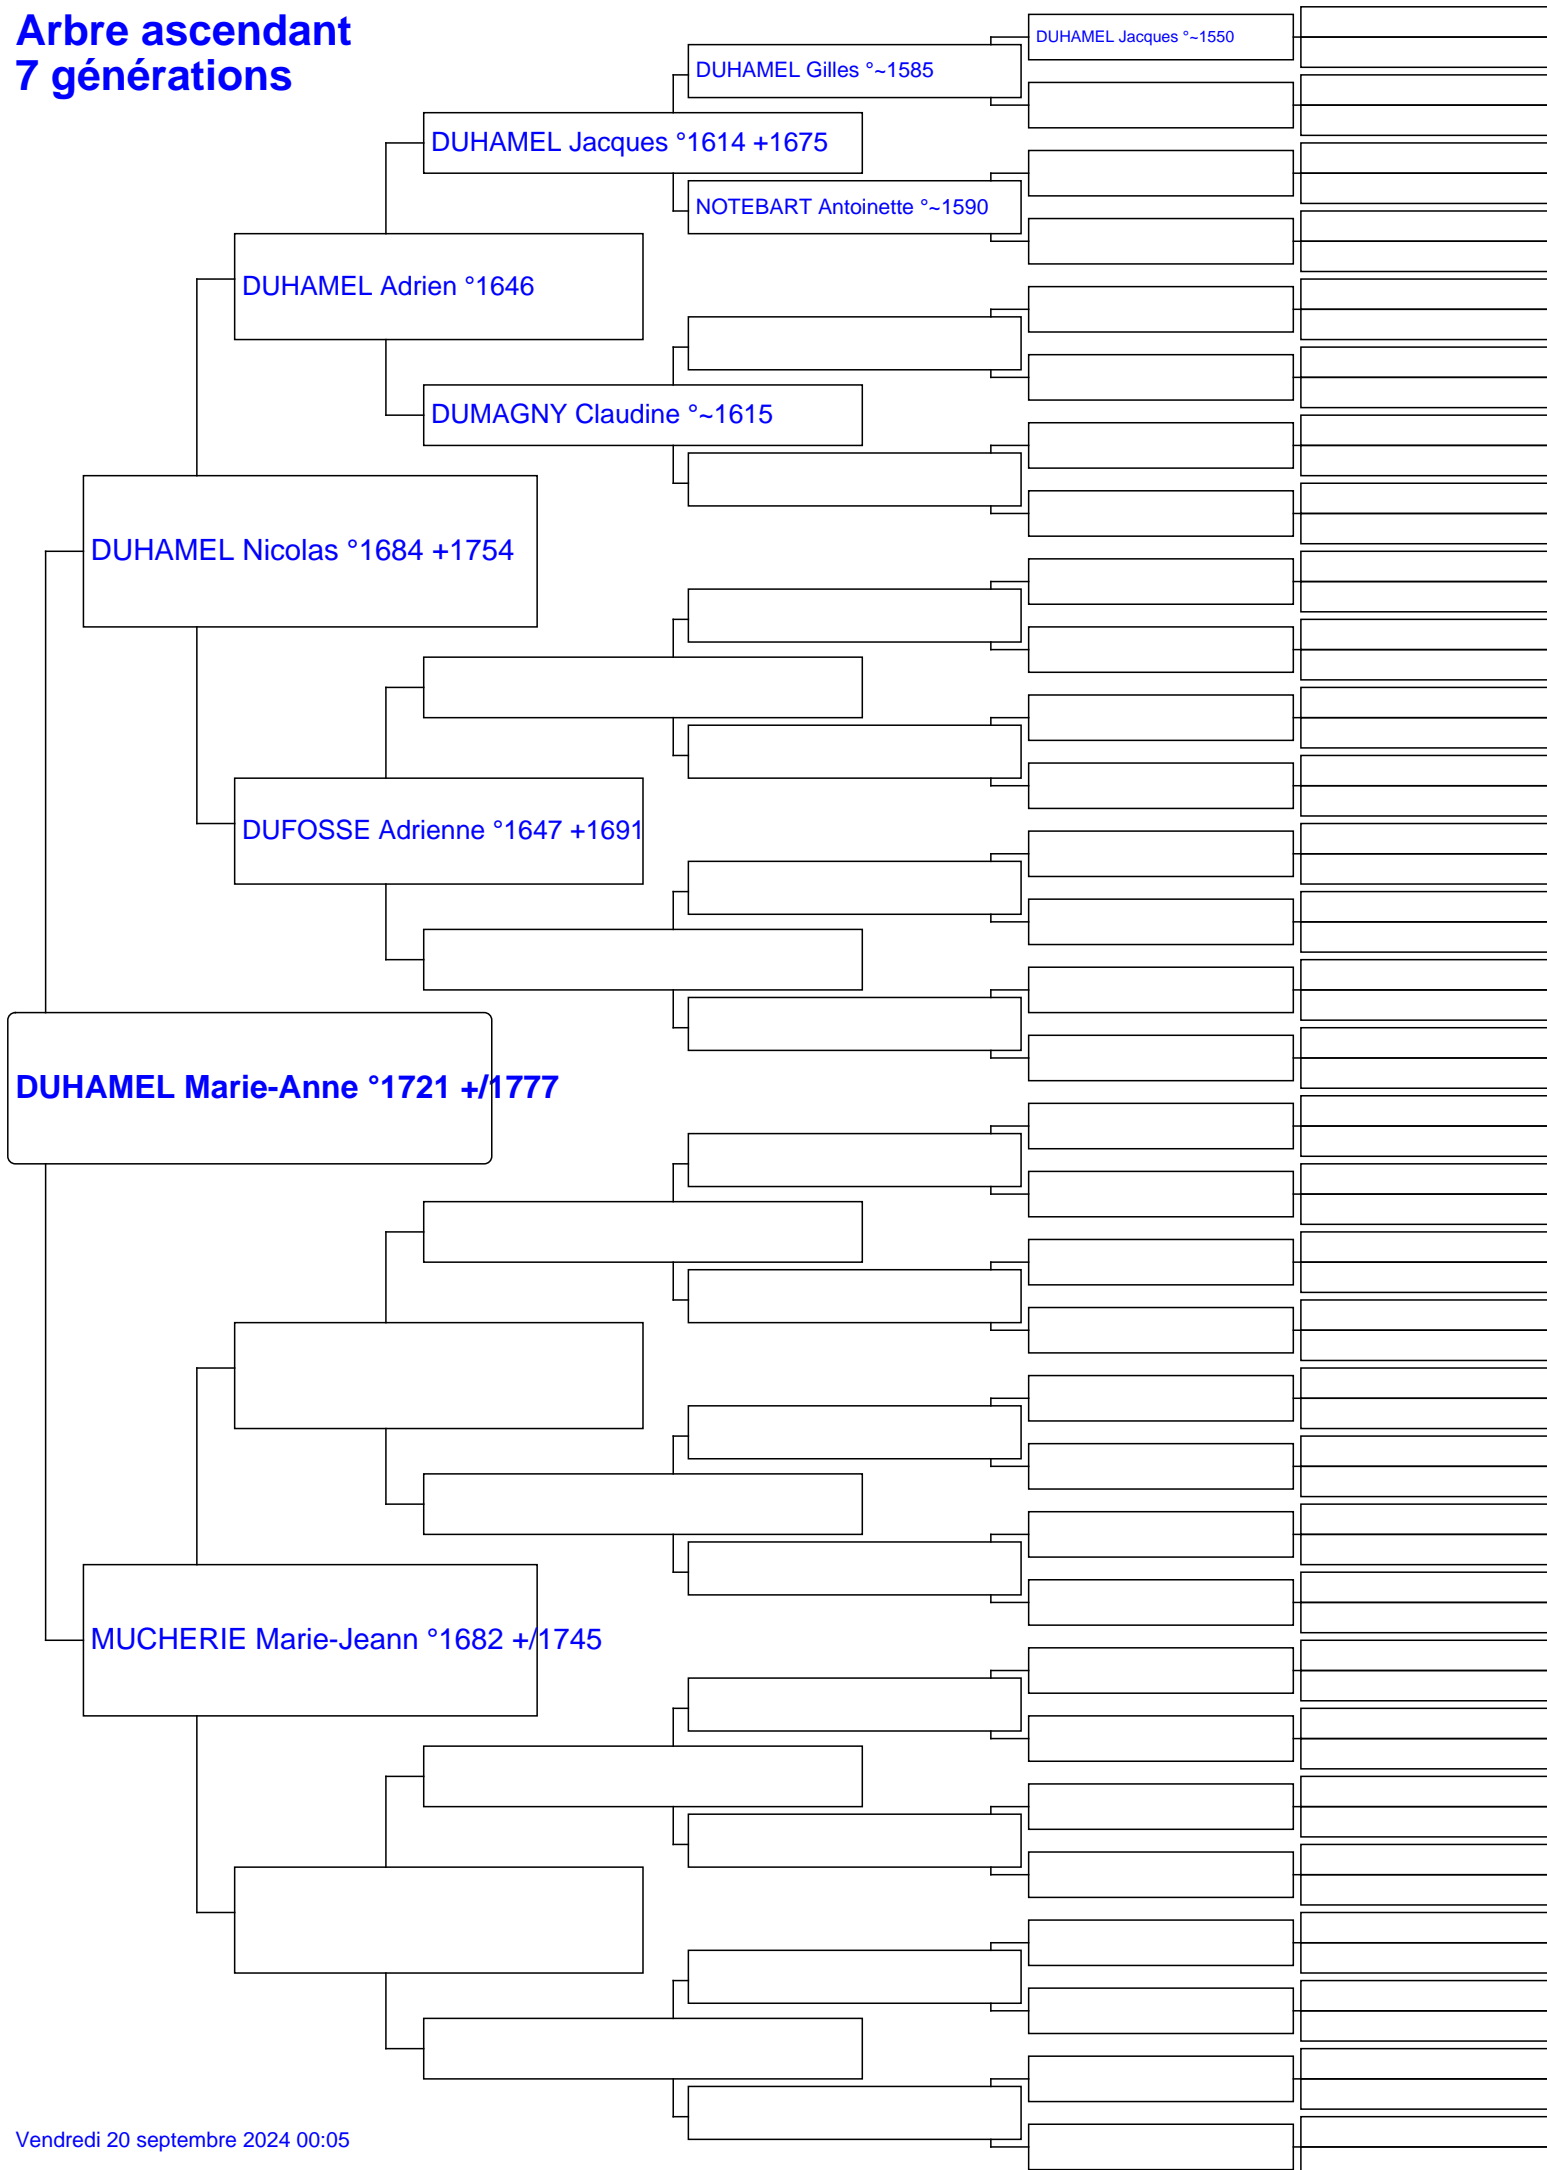 Arbre ascendant
7 générations
DUHAMEL Jacques °~1550
DUHAMEL Gilles °~1585
DUHAMEL Jacques °1614 +1675
NOTEBART Antoinette °~1590
DUHAMEL Adrien °1646
DUMAGNY Claudine °~1615
DUHAMEL Nicolas °1684 +1754
DUFOSSE Adrienne °1647 +1691
DUHAMEL Marie-Anne °1721 +/1777
MUCHERIE Marie-Jeann °1682 +/1745
Vendredi 20 septembre 2024 00:05